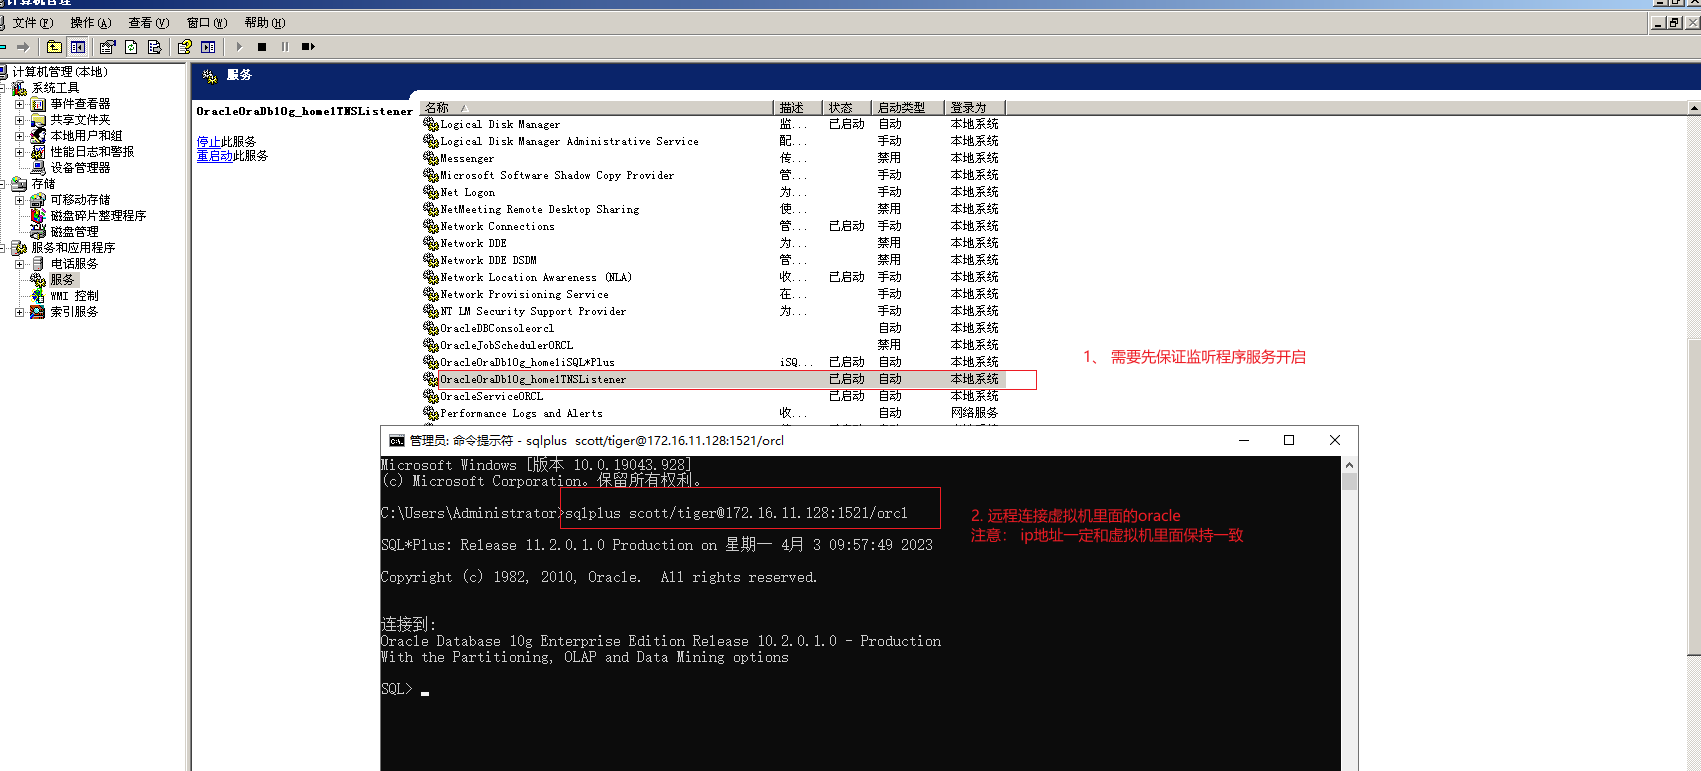 计算机管理
文件(F) 操作(A) 查看(V) 窗口(W) 帮助(H)
计算机管理(本地)
系统工具
事件查看器
共享文件夹
本地用户和组
性能日志和警报
设备管理器
存储
可移动存储
磁盘碎片整理程序
磁盘管理
服务和应用程序
电话服务
服务
WMI 控制
索引服务
服务
OracleOraDb10g_home1TNSListener
停止此服务
重启动此服务
名称 描述 状态 启动类型 登录为
Logical Disk Manager 监... 已启动 自动 本地系统
Logical Disk Manager Administrative Service 配... 手动 本地系统
Messenger 传... 禁用 本地系统
Microsoft Software Shadow Copy Provider 管... 手动 本地系统
Net Logon 为... 手动 本地系统
NetMeeting Remote Desktop Sharing 使... 禁用 本地系统
Network Connections 管... 已启动 手动 本地系统
Network DDE 为... 禁用 本地系统
Network DDE DSDM 管... 禁用 本地系统
Network Location Awareness (NLA) 收... 已启动 手动 本地系统
Network Provisioning Service 在... 手动 本地系统
NT LM Security Support Provider 为... 手动 本地系统
OracleDBConsoleorcl 自动 本地系统
OracleJobSchedulerORCL 禁用 本地系统
OracleOraDb10g_home1iSQL*Plus iSQ... 已启动 自动 本地系统
OracleOraDb10g_home1TNSListener 已启动 自动 本地系统
OracleServiceORCL 已启动 自动 本地系统
Performance Logs and Alerts 收... 自动 网络服务
1、 需要先保证监听程序服务开启
管理员: 命令提示符 - sqlplus scott/tiger@172.16.11.128:1521/orcl
Microsoft Windows [版本 10.0.19043.928]
(c) Microsoft Corporation。保留所有权利。
C:\Users\Administrator>sqlplus scott/tiger@172.16.11.128:1521/orcl
SQL*Plus: Release 11.2.0.1.0 Production on 星期一 4月 3 09:57:49 2023
Copyright (c) 1982, 2010, Oracle. All rights reserved.
连接到:
Oracle Database 10g Enterprise Edition Release 10.2.0.1.0 - Production
With the Partitioning, OLAP and Data Mining options
SQL>
2. 远程连接虚拟机里面的oracle
注意： ip地址一定和虚拟机里面保持一致